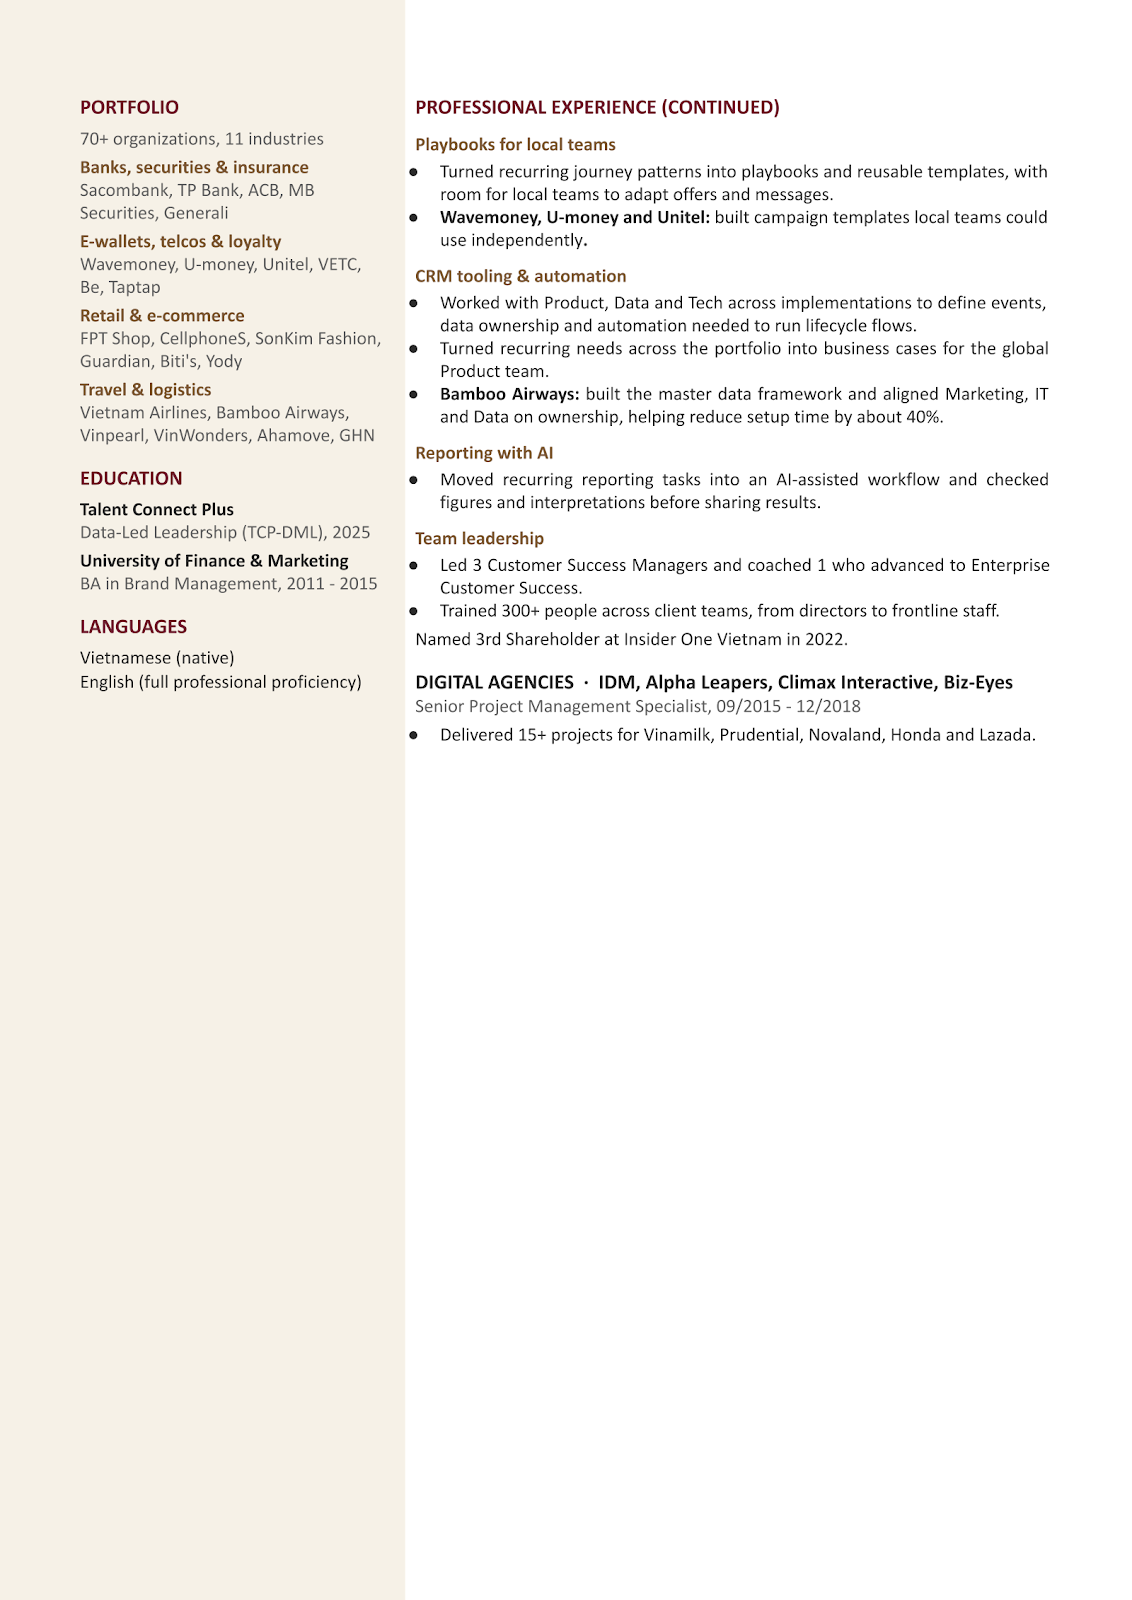 PORTFOLIO
70+ organizations, 11 industries
Banks, securities & insurance
Sacombank, TP Bank, ACB, MB
Securities, Generali
E-wallets, telcos & loyalty
Wavemoney, U-money, Unitel, VETC,
Be, Taptap
Retail & e-commerce
FPT Shop, CellphoneS, SonKim Fashion,
Guardian, Biti's, Yody
Travel & logistics
Vietnam Airlines, Bamboo Airways,
Vinpearl, VinWonders, Ahamove, GHN
EDUCATION
Talent Connect Plus
Data-Led Leadership (TCP-DML), 2025
University of Finance & Marketing
BA in Brand Management, 2011 - 2015
LANGUAGES
Vietnamese (native)
English (full professional proficiency)
PROFESSIONAL EXPERIENCE (CONTINUED)
Playbooks for local teams
● Turned recurring journey patterns into playbooks and reusable templates, with
room for local teams to adapt offers and messages.
● Wavemoney, U-money and Unitel: built campaign templates local teams could
use independently.
CRM tooling & automation
● Worked with Product, Data and Tech across implementations to define events,
data ownership and automation needed to run lifecycle flows.
● Turned recurring needs across the portfolio into business cases for the global
Product team.
● Bamboo Airways: built the master data framework and aligned Marketing, IT
and Data on ownership, helping reduce setup time by about 40%.
Reporting with AI
● Moved recurring reporting tasks into an AI-assisted workflow and checked
figures and interpretations before sharing results.
Team leadership
● Led 3 Customer Success Managers and coached 1 who advanced to Enterprise
Customer Success.
● Trained 300+ people across client teams, from directors to frontline staff.
Named 3rd Shareholder at Insider One Vietnam in 2022.
DIGITAL AGENCIES · IDM, Alpha Leapers, Climax Interactive, Biz-Eyes
Senior Project Management Specialist, 09/2015 - 12/2018
● Delivered 15+ projects for Vinamilk, Prudential, Novaland, Honda and Lazada.